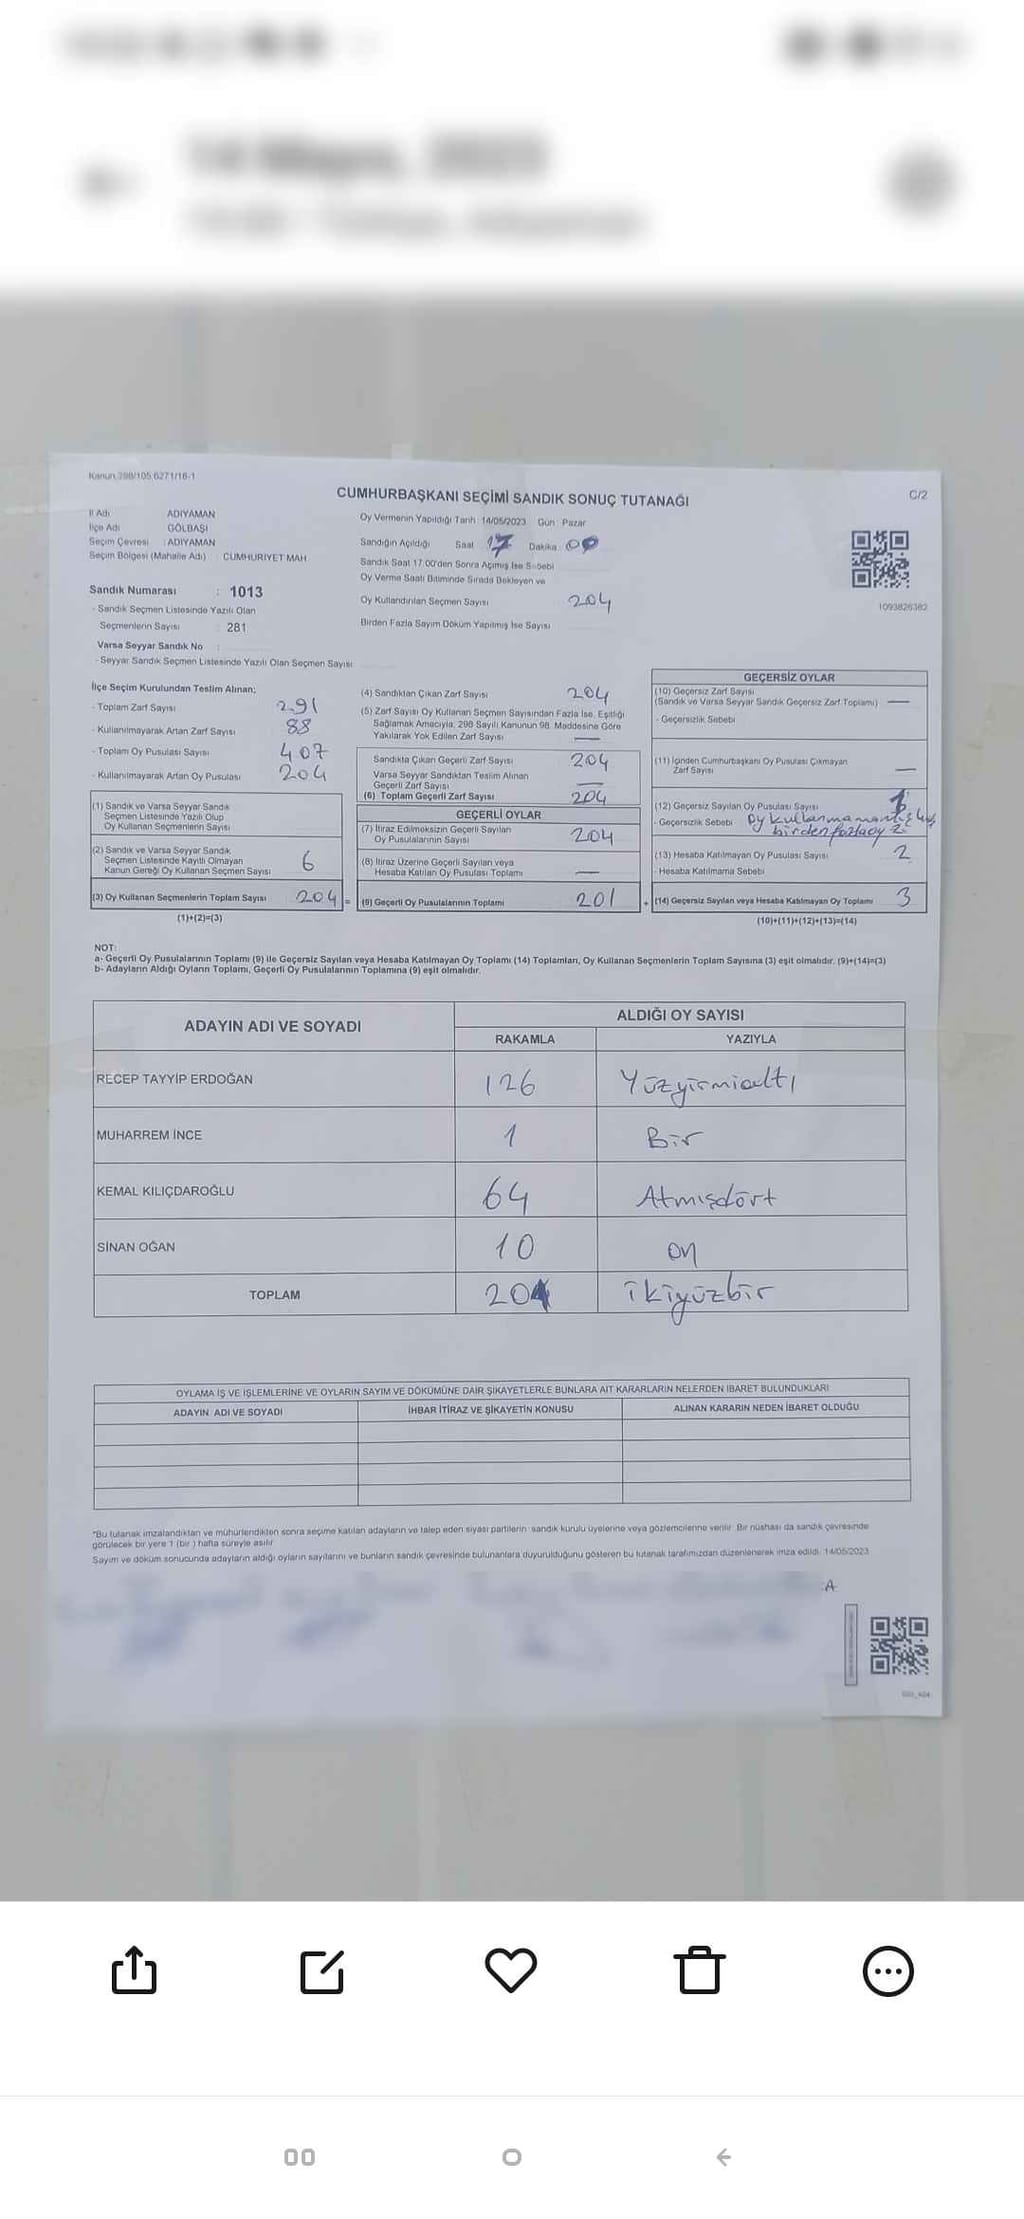 Kanun 298/105 6271/16-1
CUMHURBAŞKANI SEÇİMİ SANDIK SONUÇ TUTANAĞI
C/2
İl Adı ADIYAMAN
İlçe Adı GÖLBAŞI
Seçim Çevresi : ADIYAMAN
Seçim Bölgesi (Mahalle Adı) CUMHURİYET MAH
Oy Vermenin Yapıldığı Tarih 14/05/2023 Gün Pazar
Sandığın Açıldığı Saat 17 Dakika 00
Sandık Saat 17 00'den Sonra Açılmış İse Sebebi
Oy Verme Saati Bitiminde Sırada Bekleyen ve
Oy Kullandırılan Seçmen Sayısı 204
Birden Fazla Sayım Döküm Yapılmış İse Sayısı
1093826382
Sandık Numarası : 1013
- Sandık Seçmen Listesinde Yazılı Olan
Seçmenlerin Sayısı : 281
Varsa Seyyar Sandık No :
- Seyyar Sandık Seçmen Listesinde Yazılı Olan Seçmen Sayısı
İlçe Seçim Kurulundan Teslim Alınan;
- Toplam Zarf Sayısı 291
- Kullanılmayarak Artan Zarf Sayısı 88
- Toplam Oy Pusulası Sayısı 407
- Kullanılmayarak Artan Oy Pusulası 204
(1) Sandık ve Varsa Seyyar Sandık
Seçmen Listesinde Yazılı Olup
Oy Kullanan Seçmenlerin Sayısı
(2) Sandık ve Varsa Seyyar Sandık
Seçmen Listesinde Kayıtlı Olmayan
Kanun Gereği Oy Kullanan Seçmen Sayısı 6
(3) Oy Kullanan Seçmenlerin Toplam Sayısı 204 =
(1)+(2)=(3)
(4) Sandıktan Çıkan Zarf Sayısı 204
(5) Zarf Sayısı Oy Kullanan Seçmen Sayısından Fazla İse, Eşitliği
Sağlamak Amacıyla, 298 Sayılı Kanunun 98. Maddesine Göre
Yakılarak Yok Edilen Zarf Sayısı —
Sandıkta Çıkan Geçerli Zarf Sayısı 204
Varsa Seyyar Sandıktan Teslim Alınan
Geçerli Zarf Sayısı —
(6) Toplam Geçerli Zarf Sayısı 204
GEÇERLİ OYLAR
(7) İtiraz Edilmeksizin Geçerli Sayılan
Oy Pusulalarının Sayısı 204
(8) İtiraz Üzerine Geçerli Sayılan veya
Hesaba Katılan Oy Pusulası Toplamı —
(9) Geçerli Oy Pusulalarının Toplamı 201 +
GEÇERSİZ OYLAR
(10) Geçersiz Zarf Sayısı
(Sandık ve Varsa Seyyar Sandık Geçersiz Zarf Toplamı) —
- Geçersizlik Sebebi
(11) İçinden Cumhurbaşkanı Oy Pusulası Çıkmayan
Zarf Sayısı —
(12) Geçersiz Sayılan Oy Pusulası Sayısı 1
- Geçersizlik Sebebi Oy kullanmamamış
birden fazla oy 2
(13) Hesaba Katılmayan Oy Pusulası Sayısı 2
- Hesaba Katılmama Sebebi
(14) Geçersiz Sayılan veya Hesaba Katılmayan Oy Toplamı 3
(10)+(11)+(12)+(13)=(14)
NOT:
a- Geçerli Oy Pusulalarının Toplamı (9) ile Geçersiz Sayılan veya Hesaba Katılmayan Oy Toplamı (14) Toplamları, Oy Kullanan Seçmenlerin Toplam Sayısına (3) eşit olmalıdır. (9)+(14)=(3)
b- Adayların Aldığı Oyların Toplamı, Geçerli Oy Pusulalarının Toplamına (9) eşit olmalıdır.
ADAYIN ADI VE SOYADI ALDIĞI OY SAYISI
RAKAMLA YAZIYLA
RECEP TAYYİP ERDOĞAN 126 Yüzyirmialtı
MUHARREM İNCE 1 Bir
KEMAL KILIÇDAROĞLU 64 Atmışdört
SİNAN OĞAN 10 on
TOPLAM 201 ikiyüzbir
OYLAMA İŞ VE İŞLEMLERİNE VE OYLARIN SAYIM VE DÖKÜMÜNE DAİR ŞİKAYETLERLE BUNLARA AİT KARARLARIN NELERDEN İBARET BULUNDUKLARI
ADAYIN ADI VE SOYADI İHBAR İTİRAZ VE ŞİKAYETİN KONUSU ALINAN KARARIN NEDEN İBARET OLDUĞU
*Bu tutanak imzalandıktan ve mühürlendikten sonra seçime katılan adayların ve talep eden siyasi partilerin sandık kurulu üyelerine veya gözlemcilerine verilir. Bir nüshası da sandık çevresinde
görülecek bir yere 1 (bir) hafta süreyle asılır
Sayım ve döküm sonucunda adayların aldığı oyların sayılarını ve bunların sandık çevresinde bulunanlara duyurulduğunu gösteren bu tutanak tarafımızdan düzenlenerek imza edildi. 14/05/2023
:A